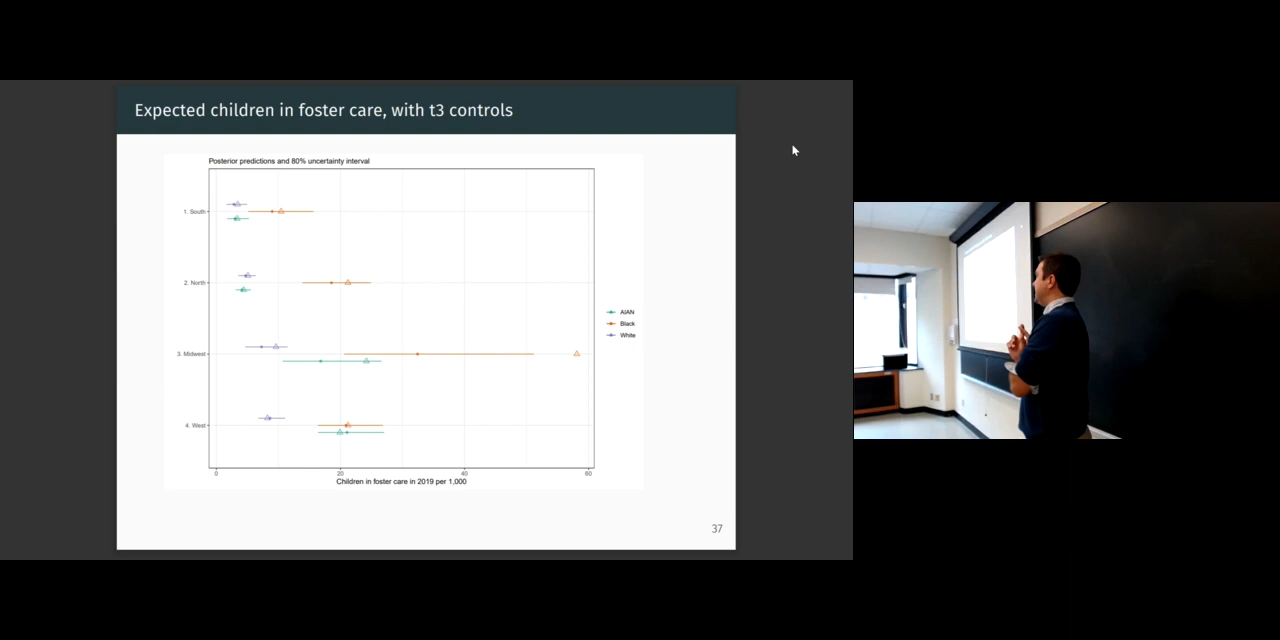 Expected children in foster care, with t3 controls
Posterior predictions and 80% uncertainty interval
1. South
2. North
3. Midwest
4. West
AIAN
Black
White
0 20 40 60
Children in foster care in 2019 per 1,000
37